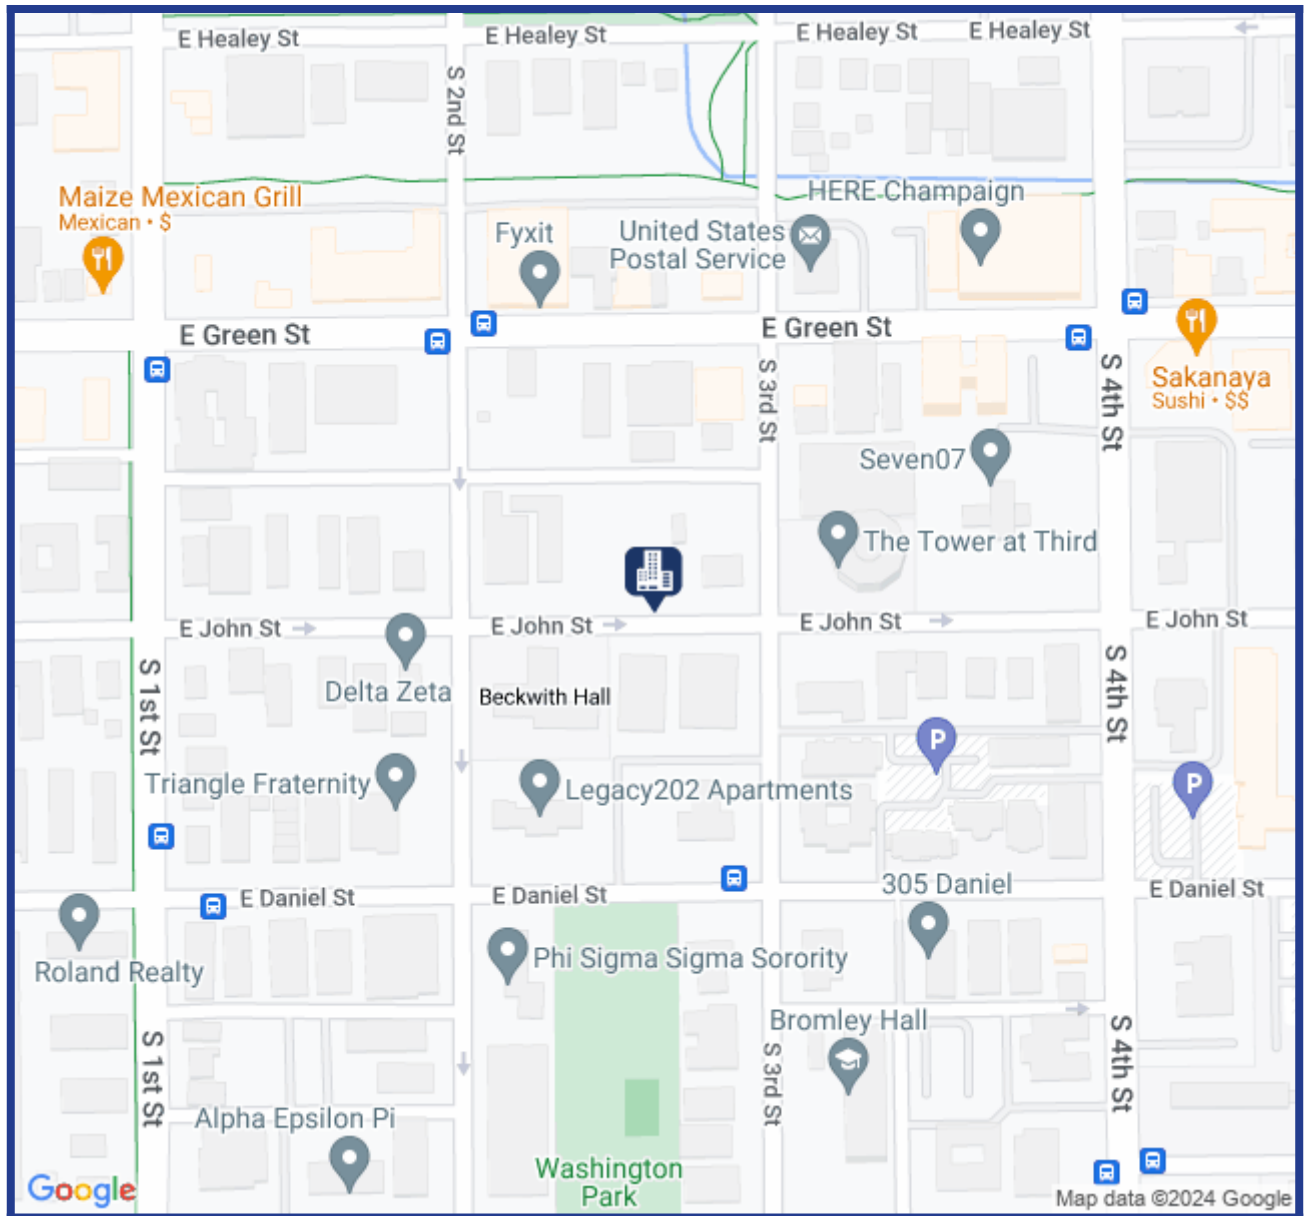 E Healey St
E Healey St
E Healey St
E Healey St
S 2nd St
Maize Mexican Grill
Mexican • $
HERE Champaign
Fyxit
United States
Postal Service
E Green St
E Green St
S 3rd St
S 4th St
Sakanaya
Sushi • $$
Seven07
The Tower at Third
E John St
E John St
E John St
E John St
S 1st St
Delta Zeta
Beckwith Hall
S 4th St
P
Triangle Fraternity
Legacy202 Apartments
P
E Daniel St
E Daniel St
305 Daniel
E Daniel St
Roland Realty
Phi Sigma Sigma Sorority
Bromley Hall
S 1st St
S 3rd St
S 4th St
Alpha Epsilon Pi
Washington
Park
Google
Map data ©2024 Google